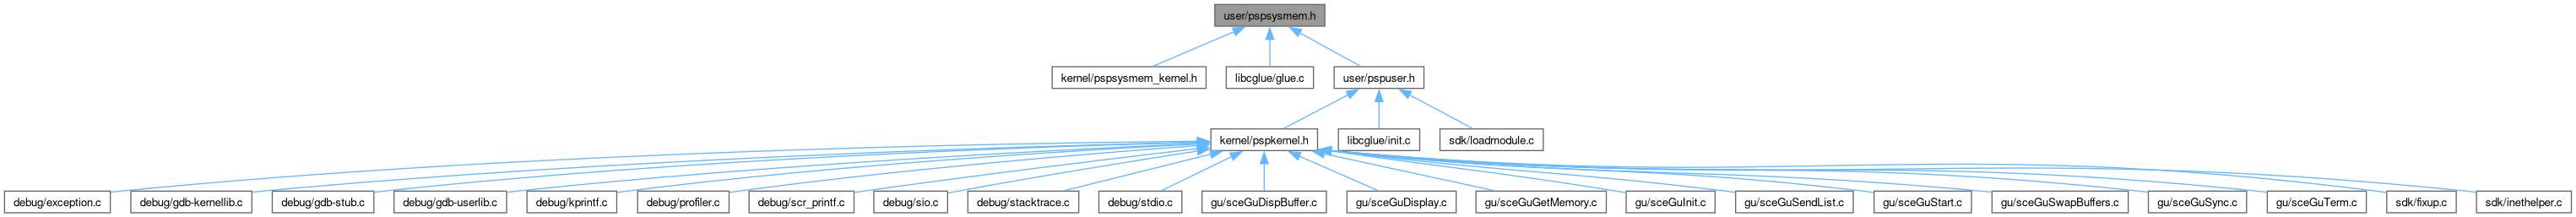 user/pspsysmem.h
kernel/pspsysmem_kernel.h
libcglue/glue.c
user/pspuser.h
kernel/pspkernel.h
libcglue/init.c
sdk/loadmodule.c
debug/exception.c
debug/gdb-kernellib.c
debug/gdb-stub.c
debug/gdb-userlib.c
debug/kprintf.c
debug/profiler.c
debug/scr_printf.c
debug/sio.c
debug/stacktrace.c
debug/stdio.c
gu/sceGuDispBuffer.c
gu/sceGuDisplay.c
gu/sceGuGetMemory.c
gu/sceGuInit.c
gu/sceGuSendList.c
gu/sceGuStart.c
gu/sceGuSwapBuffers.c
gu/sceGuSync.c
gu/sceGuTerm.c
sdk/fixup.c
sdk/inethelper.c